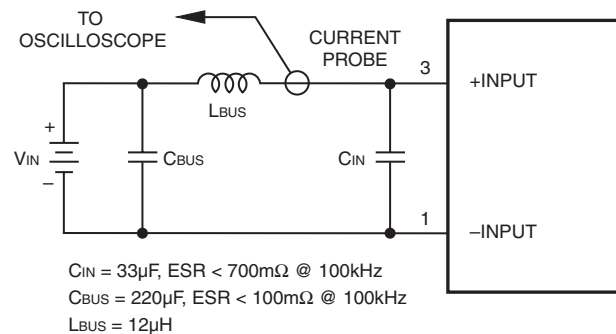 TO
OSCILLOSCOPE
CURRENT
PROBE
3
+INPUT
LBUS
+
VIN
–
CBUS
CIN
1
–INPUT
CIN = 33µF, ESR < 700mΩ @ 100kHz
CBUS = 220µF, ESR < 100mΩ @ 100kHz
LBUS = 12µH